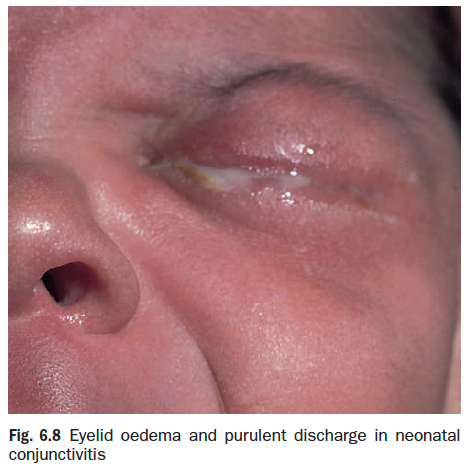 Fig. 6.8 Eyelid oedema and purulent discharge in neonatal
conjunctivitis